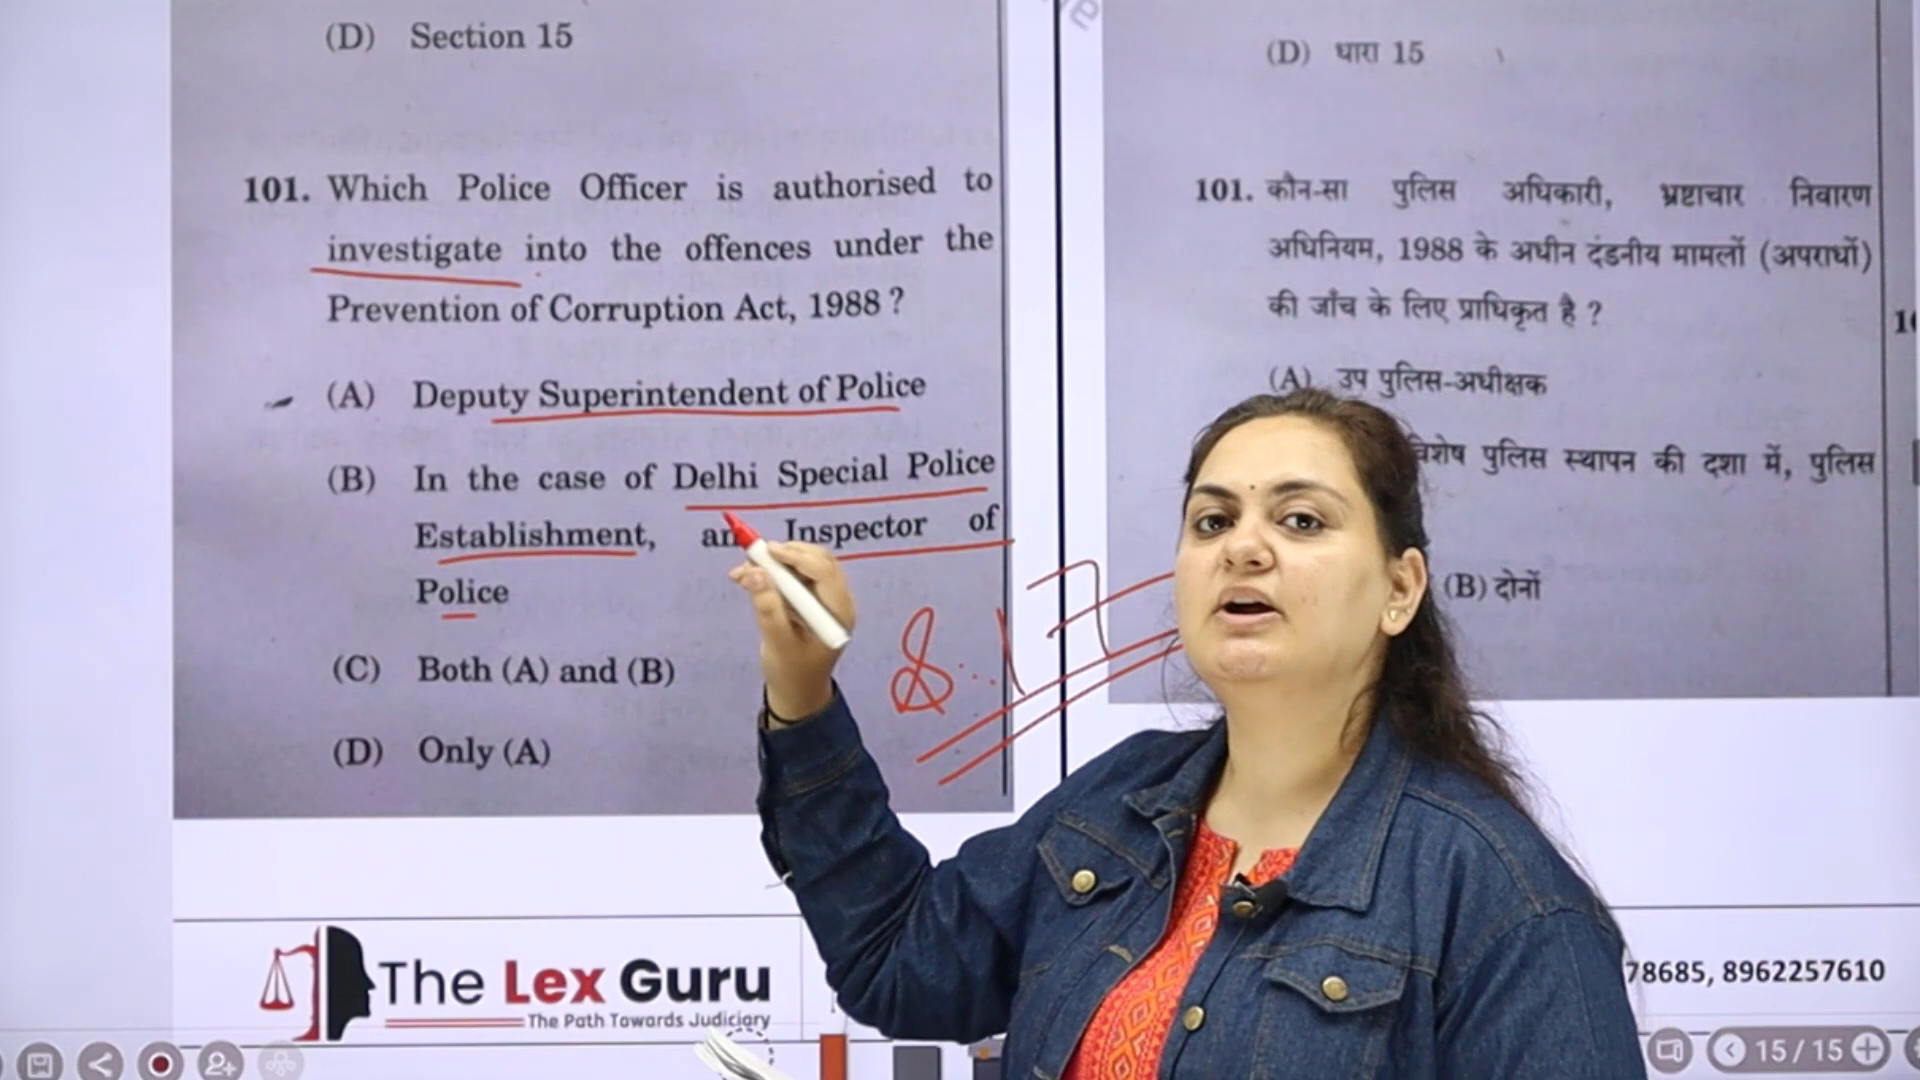 (D) Section 15
101. Which Police Officer is authorised to
investigate into the offences under the
Prevention of Corruption Act, 1988 ?
(A) Deputy Superintendent of Police
(B) In the case of Delhi Special Police
Establishment, an Inspector of
Police
(C) Both (A) and (B)
(D) Only (A)
S. 17
(D) धारा 15
101. कौन-सा पुलिस अधिकारी, भ्रष्टाचार निवारण
अधिनियम, 1988 के अधीन दंडनीय मामलों (अपराधों)
की जाँच के लिए प्राधिकृत है ?
(A) उप पुलिस-अधीक्षक
विशेष पुलिस स्थापन की दशा में, पुलिस
(B) दोनों
The Lex Guru
The Path Towards Judiciary
78685, 8962257610
15/15